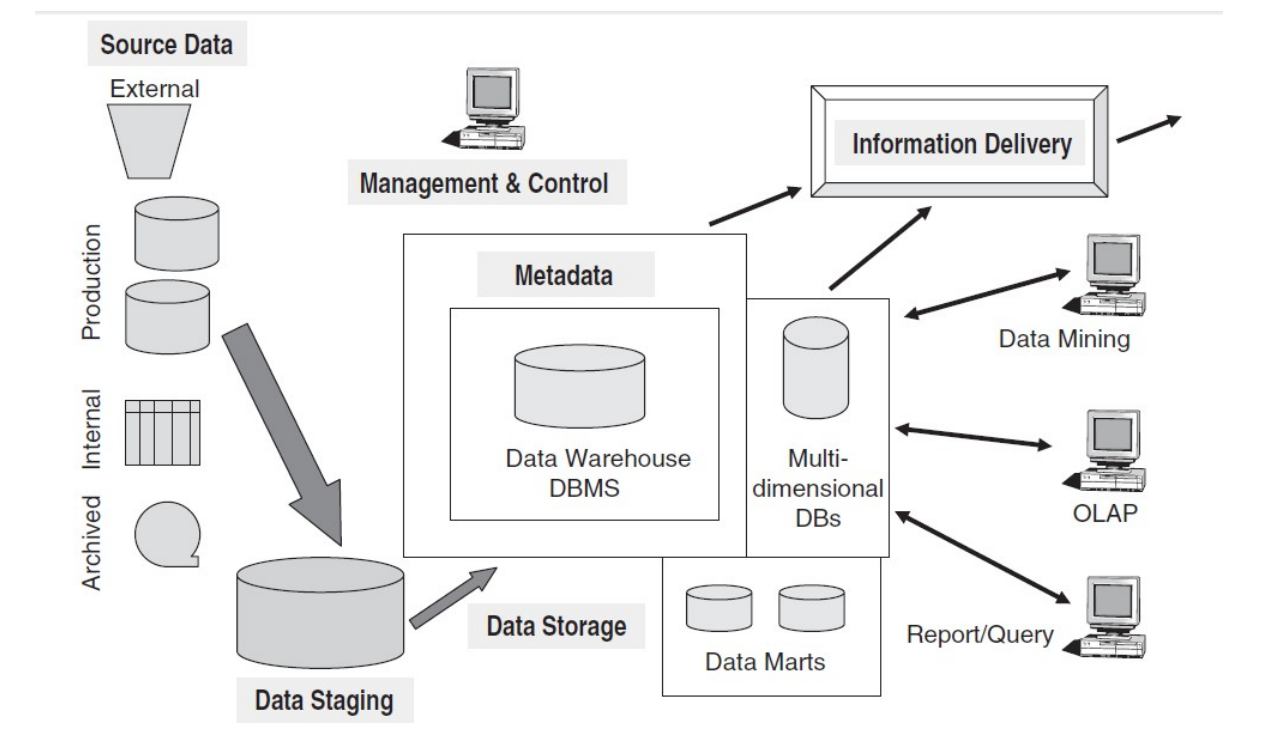 Source Data
External
Production
Internal
Archived
Management & Control
Information Delivery
Metadata
Data Warehouse
DBMS
Multi-
dimensional
DBs
Data Mining
OLAP
Report/Query
Data Storage
Data Marts
Data Staging